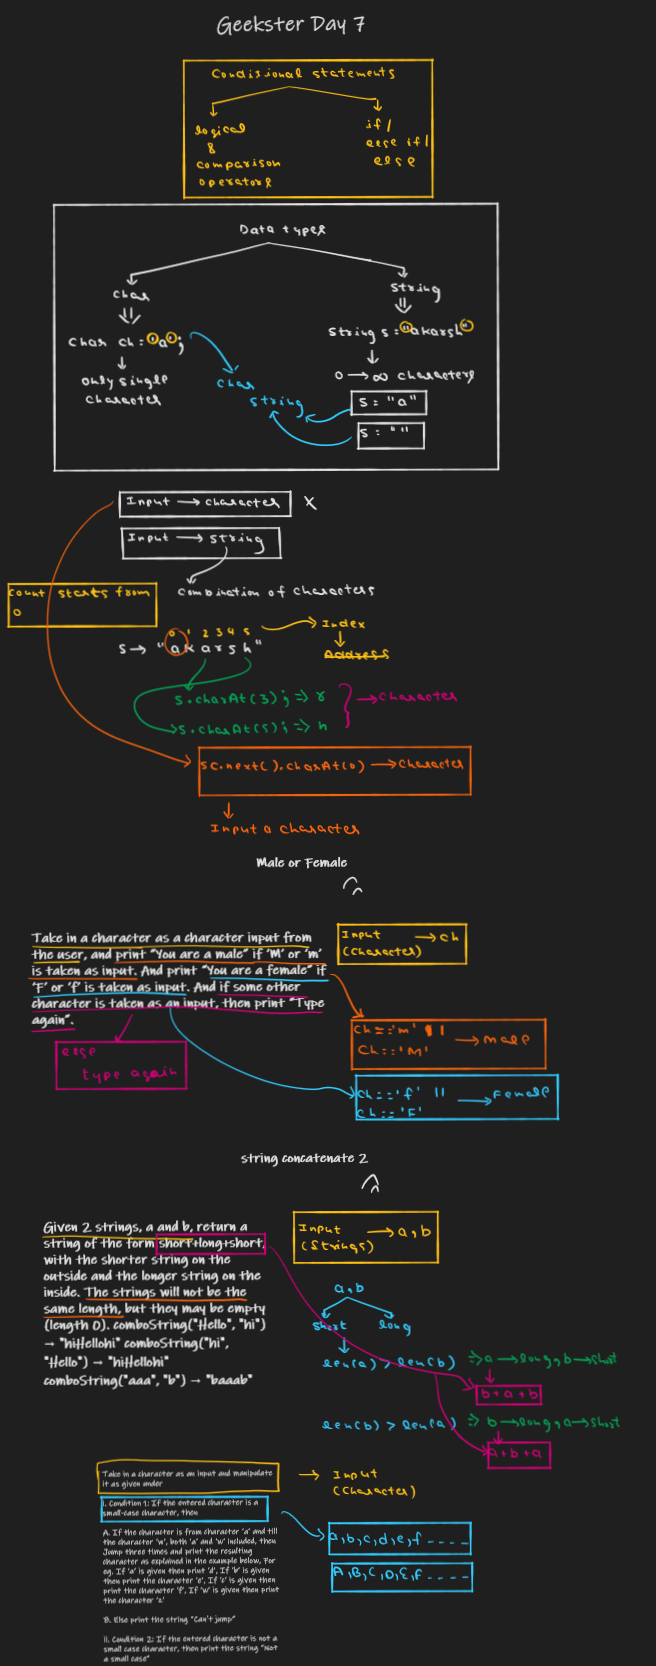 Geekster Day 7
Conditional statements
logical
&
comparison
operators
if/
else if/
else
Data types
char
String
char ch = 'a';
String s = "akarsh"
only single
character
0 → ∞ characters
char
string
s = "a"
s = ""
Input → character X
Input → string
combination of characters
count starts from
0
0 1 2 3 4 5
→ Index
s → "akarsh"
Address
s.charAt(3); => r
→ character
s.charAt(5); => h
sc.next().charAt(0) → character
Input a character
Male or Female
Take in a character as a character input from
the user, and print "You are a male" if 'M' or 'm'
is taken as input. And print "You are a female" if
'F' or 'f' is taken as input. And if some other
character is taken as an input, then print "Type
again".
Input → ch
(character)
ch == 'm' ||
ch == 'M'
→ male
else
type again
ch == 'f' ||
ch == 'F'
→ Female
string concatenate 2
Given 2 strings, a and b, return a
string of the form short+long+short,
with the shorter string on the
outside and the longer string on the
inside. The strings will not be the
same length, but they may be empty
(length 0). comboString("Hello", "hi")
→ "hiHellohi" comboString("hi",
"Hello") → "hiHellohi"
comboString("aaa", "b") → "baaab"
Input → a, b
(Strings)
a, b
short
long
len(a) > len(b) => a → long, b → short
b + a + b
len(b) > len(a) => b → long, a → short
a + b + a
Take in a character as an input and manipulate
it as given under
→ Input
(character)
i. Condition 1: If the entered character is a
small-case character, then
A. If the character is from character 'a' and till
the character 'w', both 'a' and 'w' included, then
Jump three times and print the resulting
character as explained in the example below, For
eg. If 'a' is given then print 'd', If 'b' is given
then print the character 'e', If 'c' is given then
print the character 'f', If 'w' is given then print
the character 'z.'
a, b, c, d, e, f - - - -
A, B, C, D, E, F - - - -
B. Else print the string "Can't jump"
ii. Condition 2: If the entered character is not a
small case character, then print the string "Not
a small case"